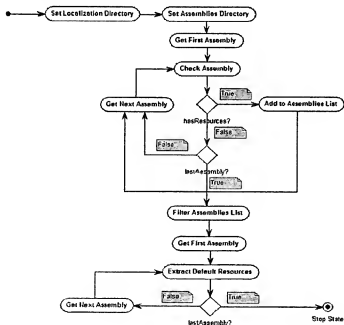 Set Localization Directory
Set Assemblies Directory
Get First Assembly
Check Assembly
True
Get Next Assembly
Add to Assemblies List
hasResources?
False
False
lastAssembly?
True
Filter Assemblies List
Get First Assembly
Extract Default Resources
False
True
Get Next Assembly
Stop State
lastAssembly?